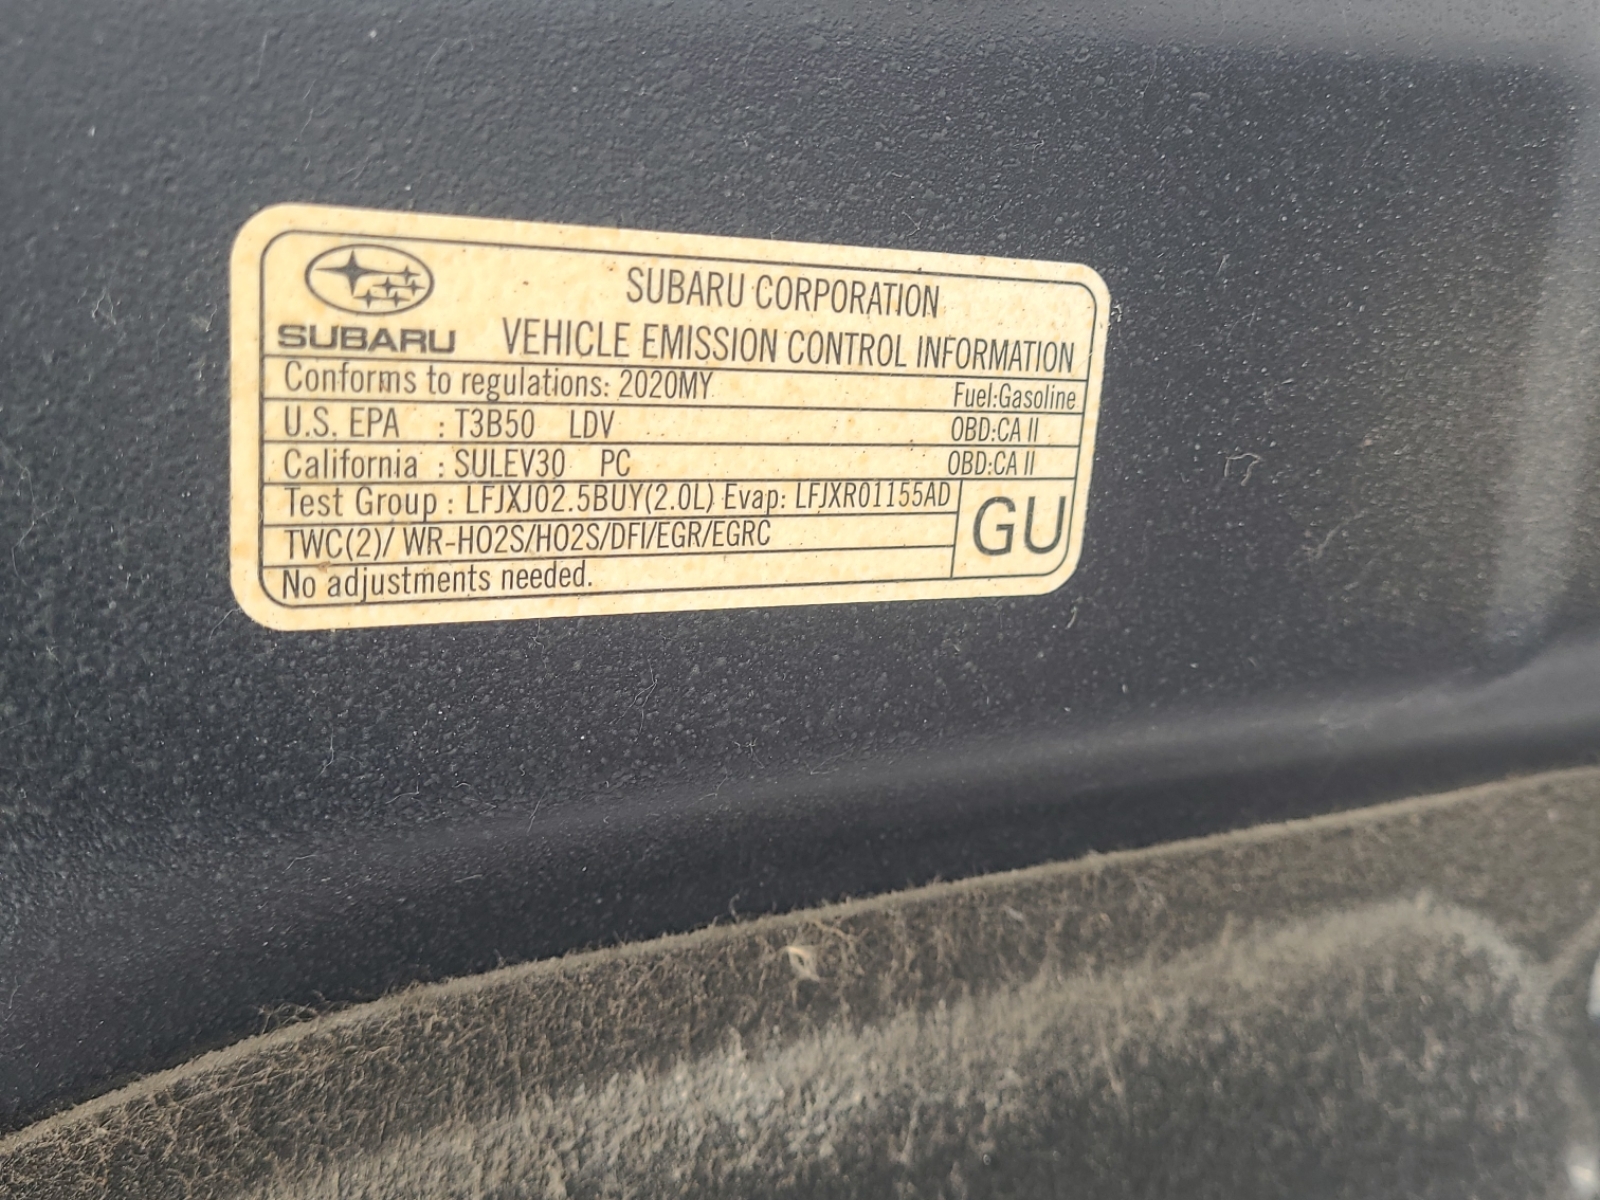 SUBARU CORPORATION
SUBARU VEHICLE EMISSION CONTROL INFORMATION
Conforms to regulations: 2020MY Fuel:Gasoline
U.S. EPA : T3B50 LDV OBD:CA II
California : SULEV30 PC OBD:CA II
Test Group : LFJXJ02.5BUY(2.0L) Evap: LFJXR01155AD
GU
TWC(2)/ WR-HO2S/HO2S/DFI/EGR/EGRC
No adjustments needed.